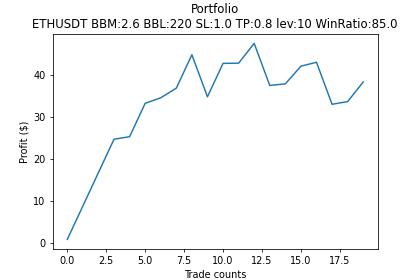 Portfolio
ETHUSDT BBM:2.6 BBL:220 SL:1.0 TP:0.8 lev:10 WinRatio:85.0
40
30
20
10
0
Profit ($)
0.0 2.5 5.0 7.5 10.0 12.5 15.0 17.5
Trade counts